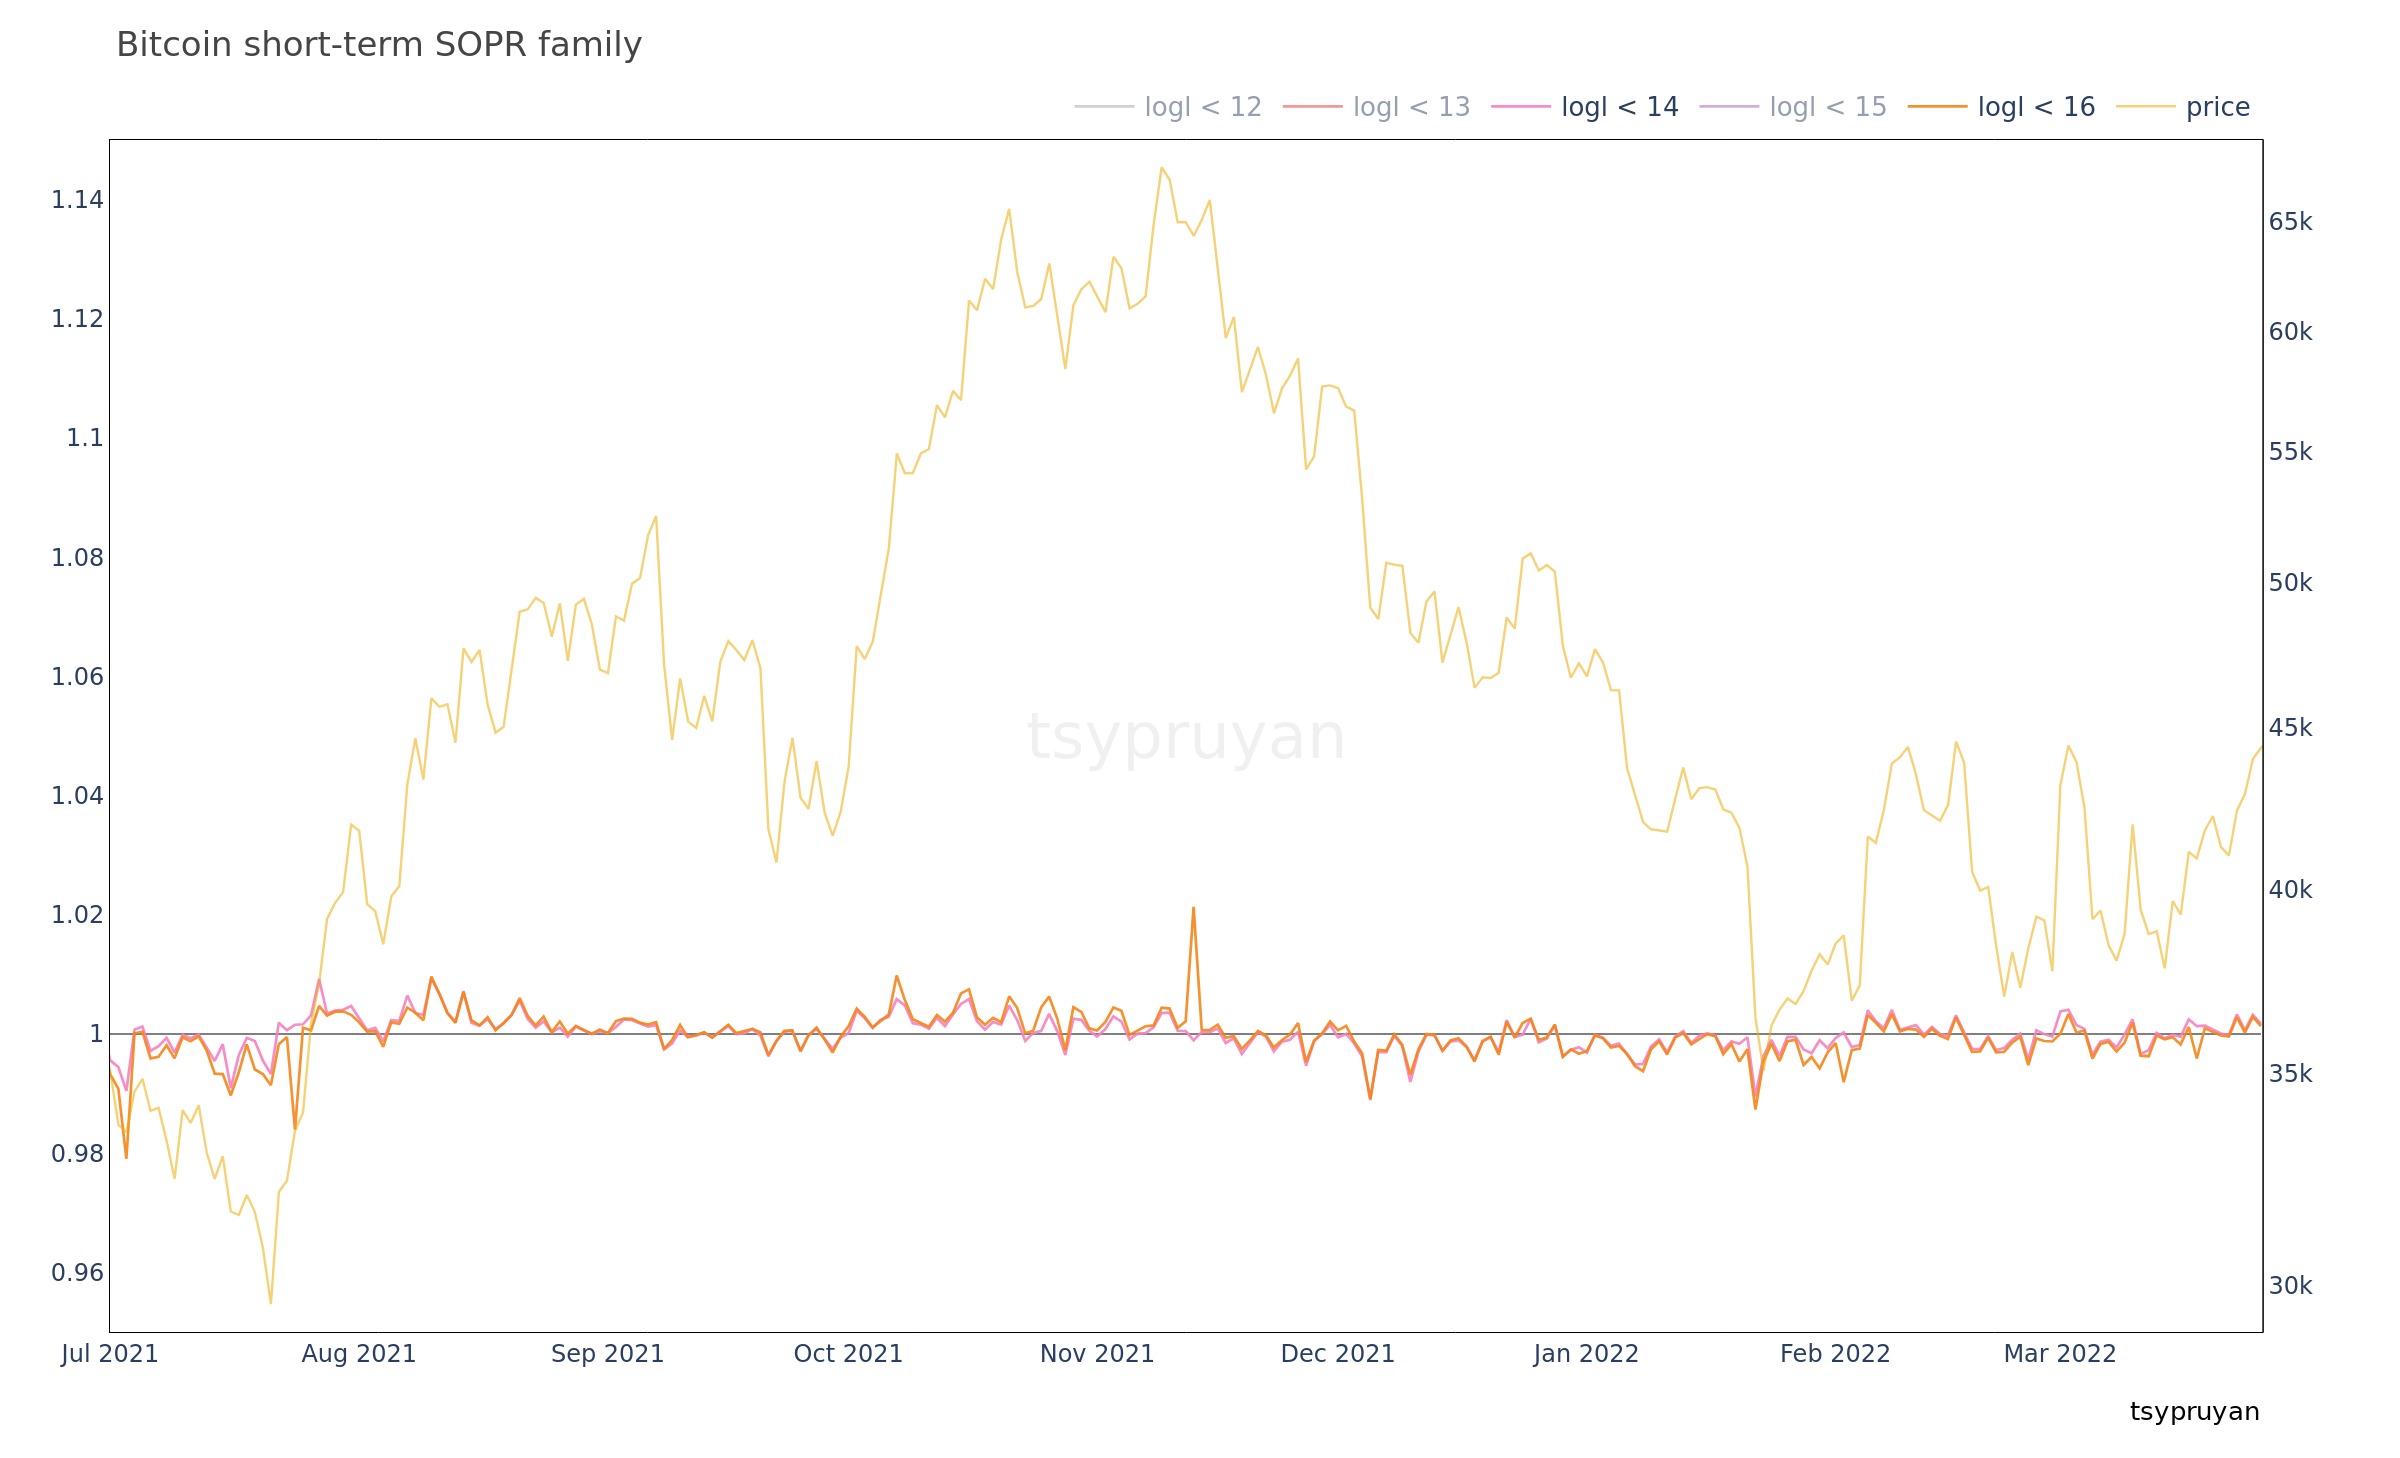 Bitcoin short-term SOPR family
logl < 12 logl < 13 logl < 14 logl < 15 logl < 16 price
1.14
1.12
1.1
1.08
1.06
1.04
1.02
1
0.98
0.96
65k
60k
55k
50k
45k
40k
35k
30k
tsypruyan
Jul 2021 Aug 2021 Sep 2021 Oct 2021 Nov 2021 Dec 2021 Jan 2022 Feb 2022 Mar 2022
tsypruyan